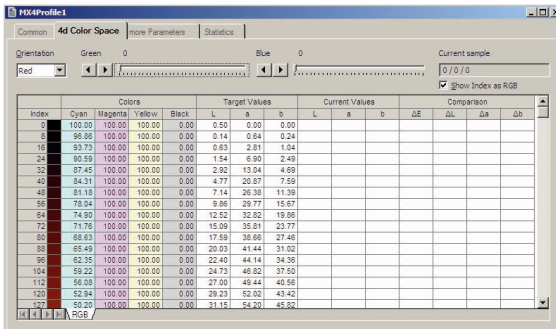 MX4Profile1
Common 4d Color Space more Parameters Statistics
Orientation Green 0 Blue 0 Current sample
Red 0 / 0 / 0
Show Index as RGB
Colors Target Values Current Values Comparison
Index Cyan Magenta Yellow Black L a b L a b ΔE ΔL Δa Δb
0 100.00 100.00 100.00 0.00 0.50 0.00 0.00
8 96.86 100.00 100.00 0.00 0.14 0.64 0.24
16 93.73 100.00 100.00 0.00 0.63 2.81 1.04
24 90.59 100.00 100.00 0.00 1.54 6.90 2.49
32 87.45 100.00 100.00 0.00 2.92 13.04 4.69
40 84.31 100.00 100.00 0.00 4.77 20.87 7.59
48 81.18 100.00 100.00 0.00 7.14 26.38 11.39
56 78.04 100.00 100.00 0.00 9.86 29.77 15.67
64 74.90 100.00 100.00 0.00 12.52 32.82 19.86
72 71.76 100.00 100.00 0.00 15.09 35.81 23.77
80 68.63 100.00 100.00 0.00 17.59 38.66 27.46
88 65.49 100.00 100.00 0.00 20.03 41.44 31.02
96 62.35 100.00 100.00 0.00 22.40 44.14 34.36
104 59.22 100.00 100.00 0.00 24.73 46.82 37.50
112 56.08 100.00 100.00 0.00 27.00 49.44 40.56
120 52.94 100.00 100.00 0.00 29.23 52.02 43.42
127 50.20 100.00 100.00 0.00 31.15 54.20 45.82
RGB